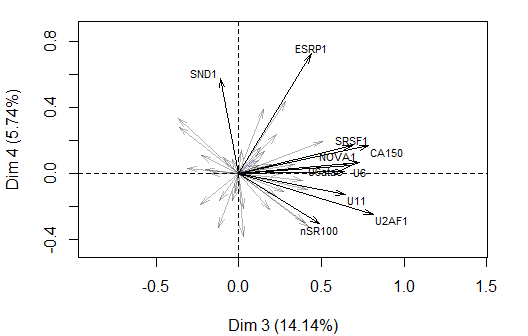 0.8
ESRP1
SND1
0.4
SRSF1
CA150
NOVA1
0.0
U6
U11
U2AF1
nSR100
-0.4
Dim 4 (5.74%)
-0.5
0.0
0.5
1.0
1.5
Dim 3 (14.14%)